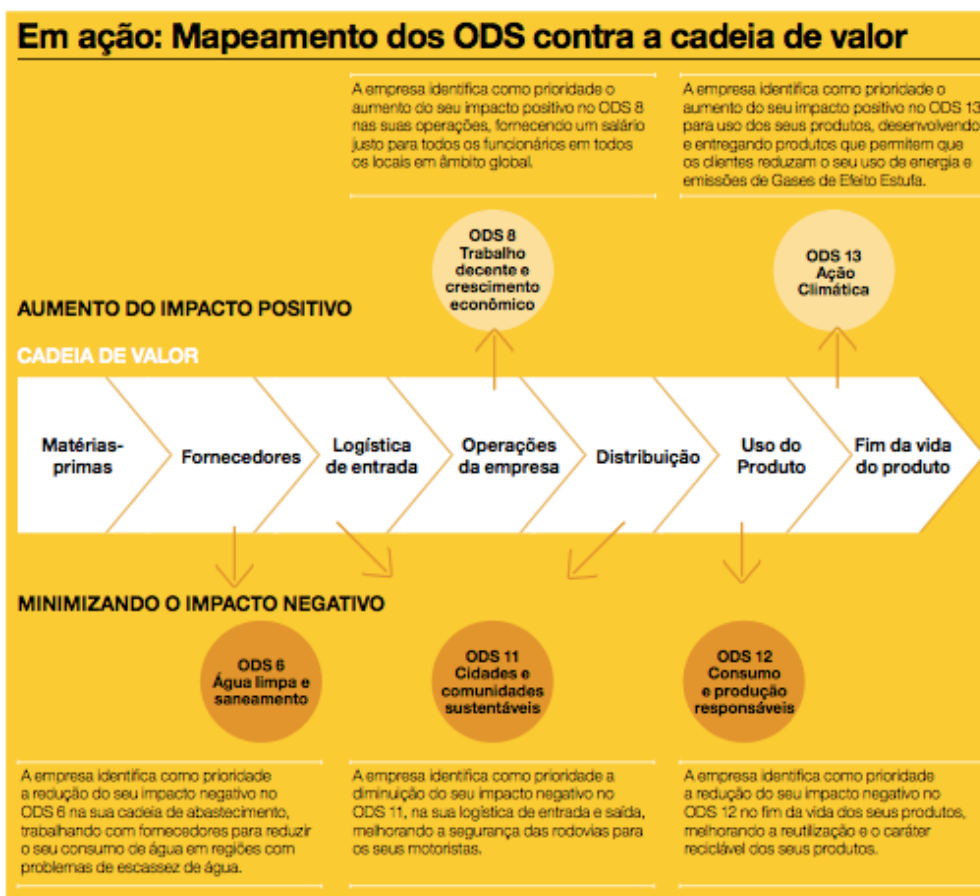 Em ação: Mapeamento dos ODS contra a cadeia de valor
A empresa identifica como prioridade o
aumento do seu impacto positivo no ODS 8
nas suas operações, fornecendo um salário
justo para todos os funcionários em todos
os locais em âmbito global.
A empresa identifica como prioridade o
aumento do seu impacto positivo no ODS 13
para uso dos seus produtos, desenvolvendo
e entregando produtos que permitem que
os clientes reduzam o seu uso de energia e
emissões de Gases de Efeito Estufa.
ODS 8
Trabalho
decente e
crescimento
econômico
ODS 13
Ação
Climática
AUMENTO DO IMPACTO POSITIVO
CADEIA DE VALOR
Matérias-
primas
Fornecedores
Logística
de entrada
Operações
da empresa
Distribuição
Uso do
Produto
Fim da vida
do produto
MINIMIZANDO O IMPACTO NEGATIVO
ODS 6
Água limpa e
saneamento
ODS 11
Cidades e
comunidades
sustentáveis
ODS 12
Consumo
e produção
responsáveis
A empresa identifica como prioridade
a redução do seu impacto negativo no
ODS 6 na sua cadeia de abastecimento,
trabalhando com fornecedores para reduzir
o seu consumo de água em regiões com
problemas de escassez de água.
A empresa identifica como prioridade a
diminuição do seu impacto negativo no
ODS 11, na sua logística de entrada e saída,
melhorando a segurança das rodovias para
os seus motoristas.
A empresa identifica como prioridade
a redução do seu impacto negativo no
ODS 12 no fim da vida dos seus produtos,
melhorando a reutilização e o caráter
reciclável dos seus produtos.